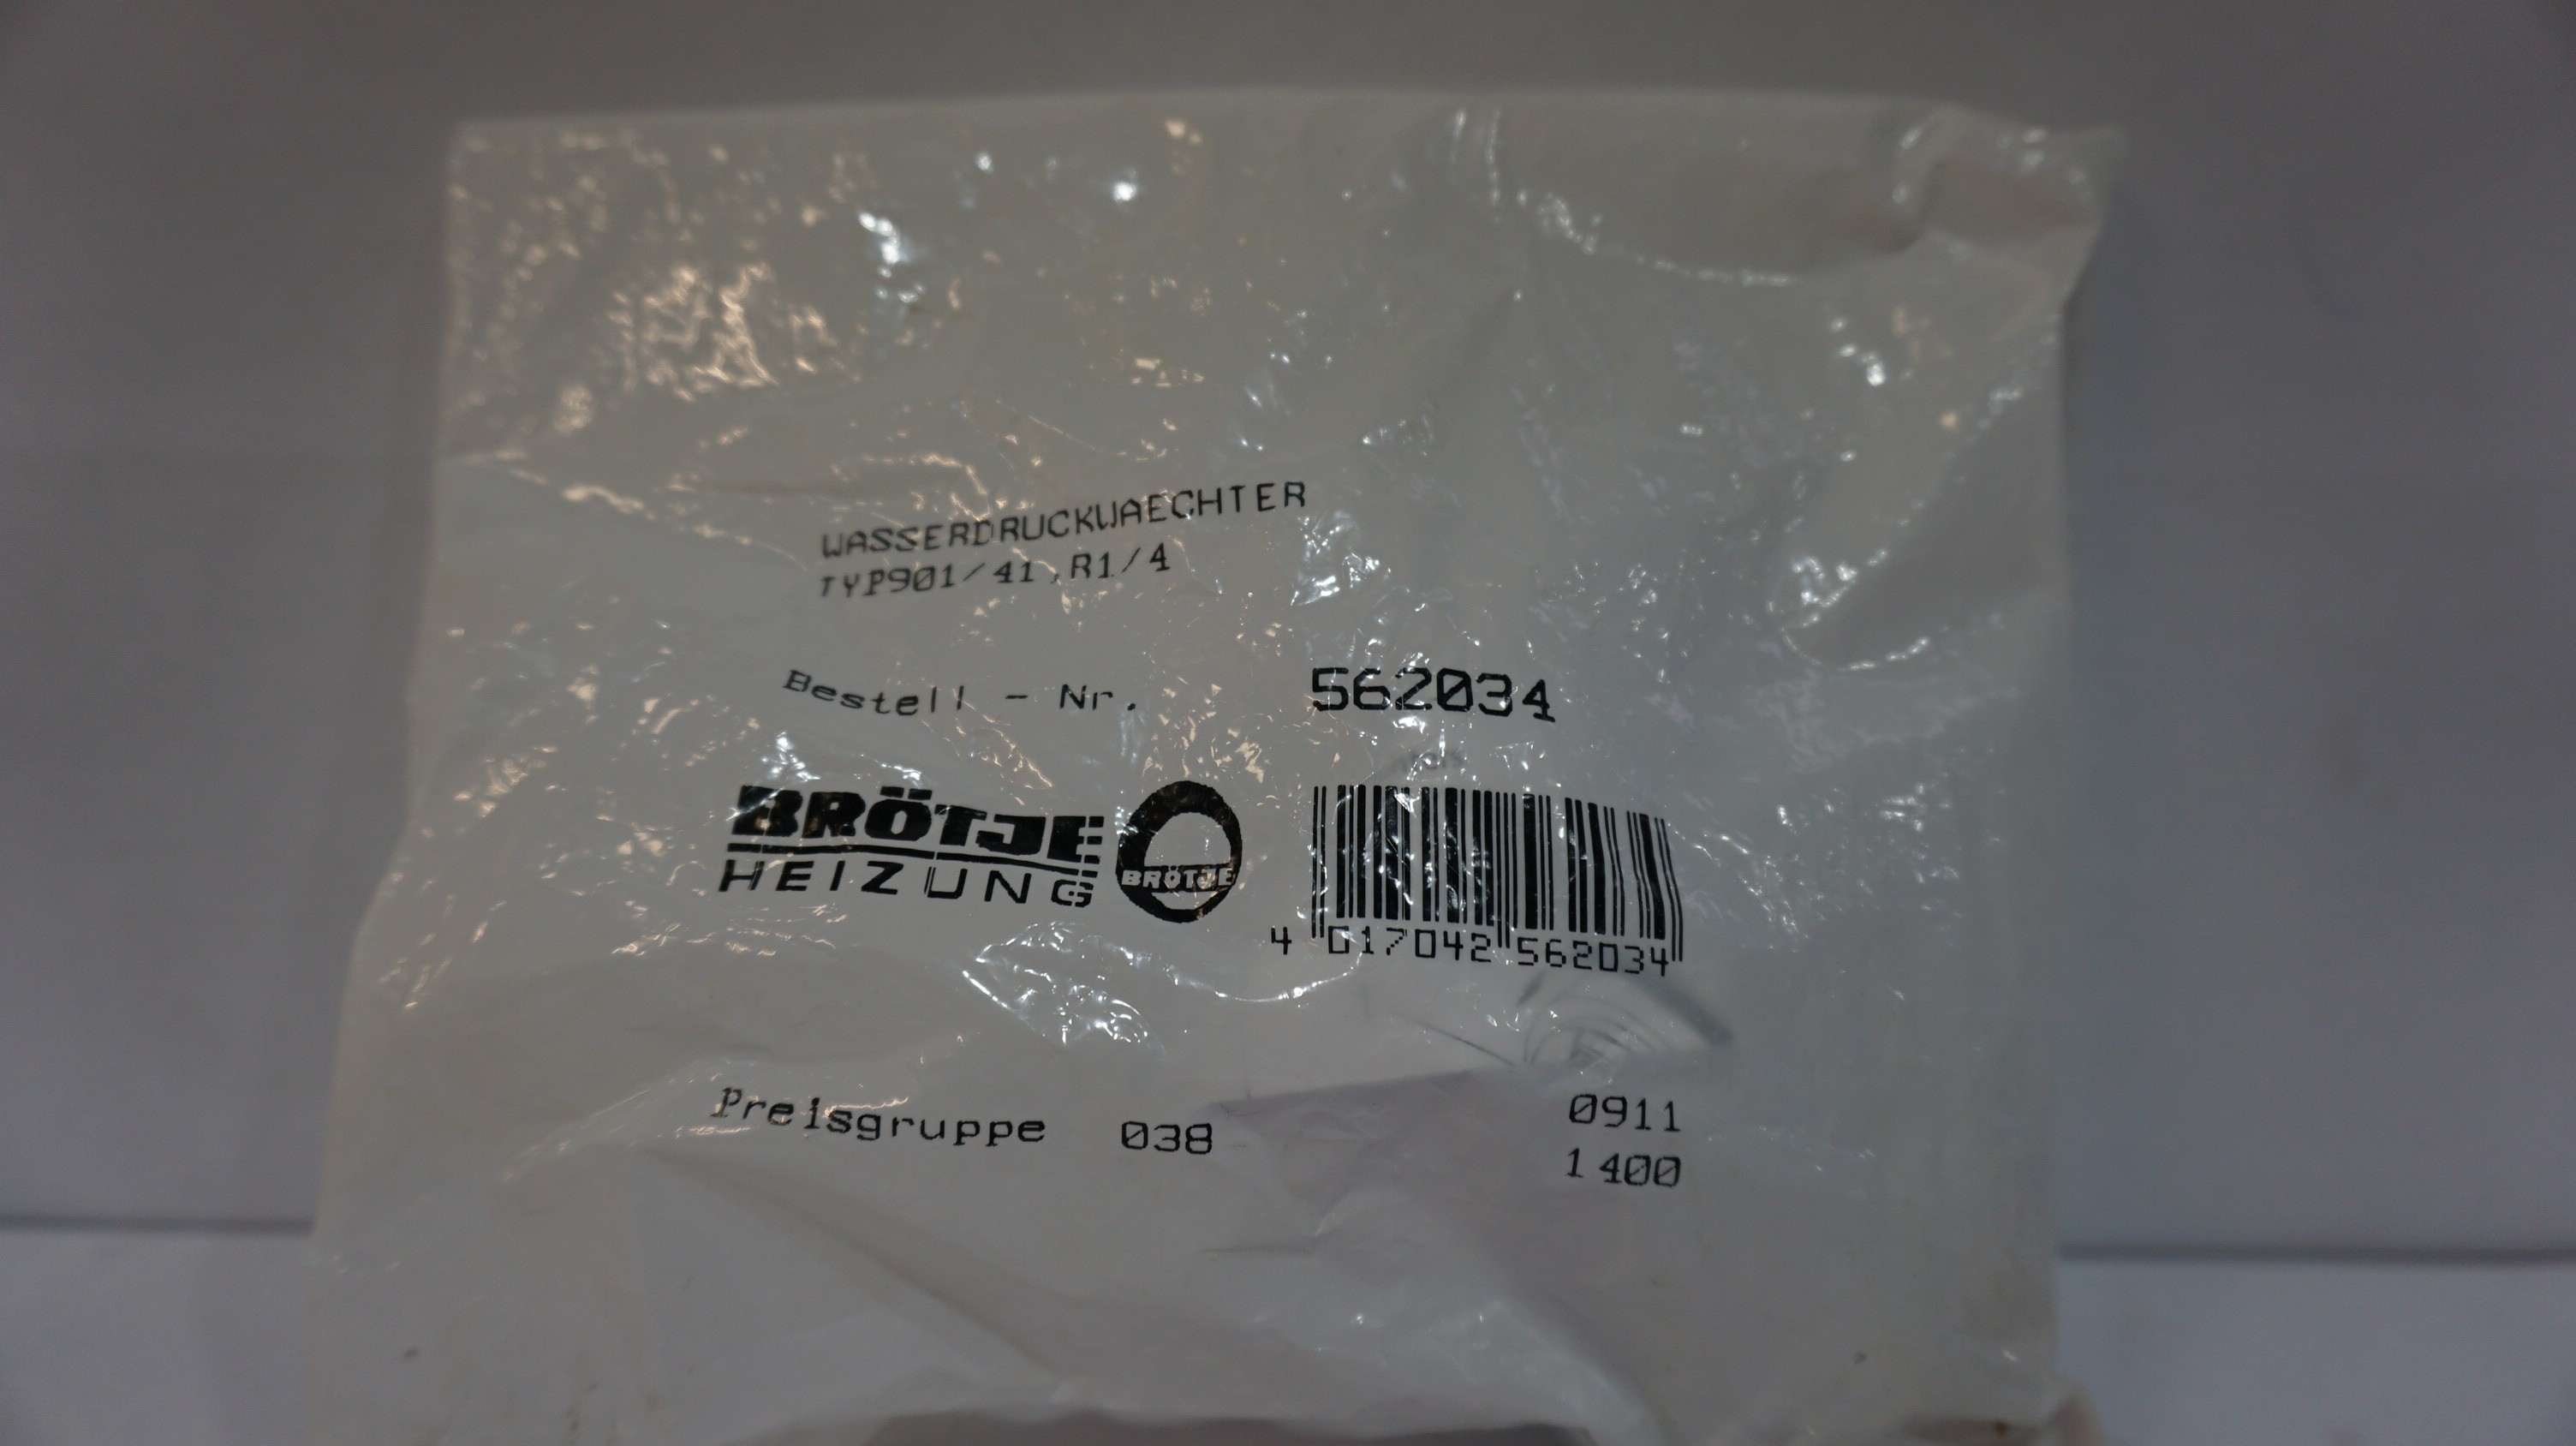 WASSERDRUCKWAECHTER
TYP901/41,R1/4
Bestell - Nr. 562034
BRÖTJE
HEIZUNG
BRÖTJE
4 017042 562034
Preisgruppe 038 0911
1400